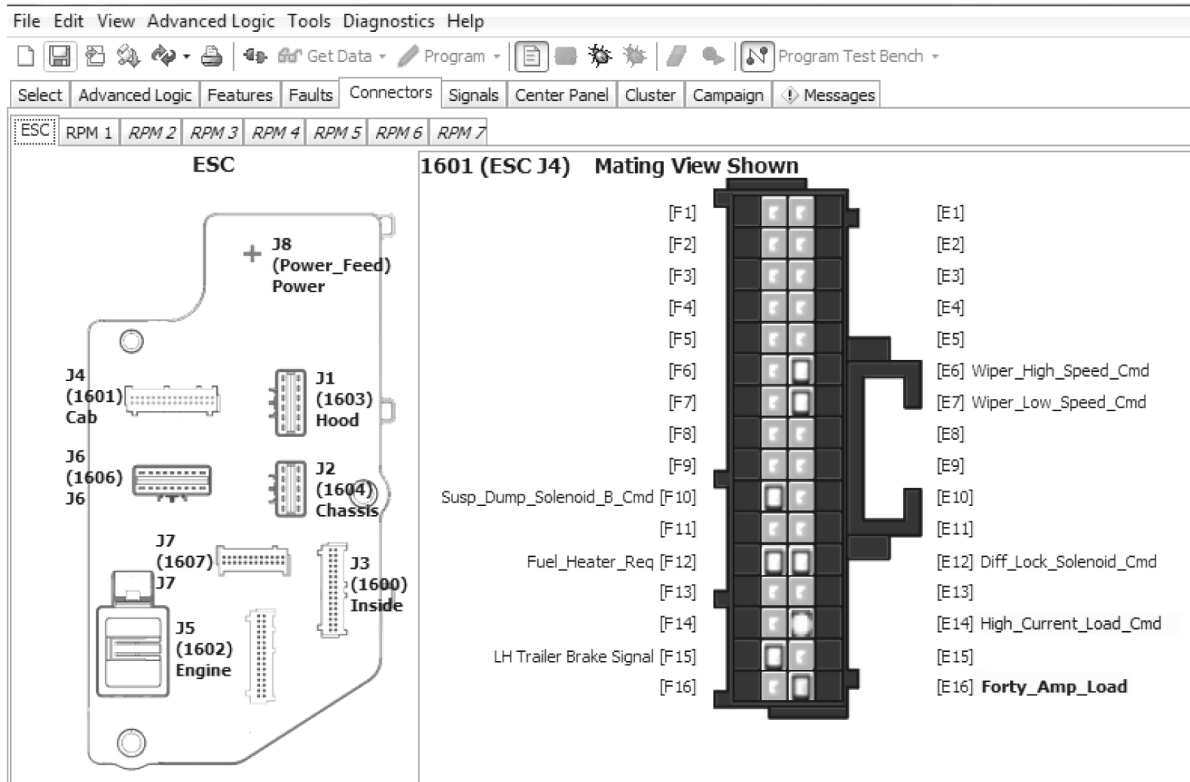 File Edit View Advanced Logic Tools Diagnostics Help
Get Data Program Program Test Bench
Select Advanced Logic Features Faults Connectors Signals Center Panel Cluster Campaign Messages
ESC RPM 1 RPM 2 RPM 3 RPM 4 RPM 5 RPM 6 RPM 7
ESC
J8
(Power_Feed)
Power
J4
(1601)
Cab
J1
(1603)
Hood
J6
(1606)
J6
J2
(1604)
Chassis
J7
(1607)
J7
J3
(1600)
Inside
J5
(1602)
Engine
1601 (ESC J4) Mating View Shown
[F1] [E1]
[F2] [E2]
[F3] [E3]
[F4] [E4]
[F5] [E5]
[F6] [E6] Wiper_High_Speed_Cmd
[F7] [E7] Wiper_Low_Speed_Cmd
[F8] [E8]
[F9] [E9]
Susp_Dump_Solenoid_B_Cmd [F10] [E10]
[F11] [E11]
Fuel_Heater_Req [F12] [E12] Diff_Lock_Solenoid_Cmd
[F13] [E13]
[F14] [E14] High_Current_Load_Cmd
LH Trailer Brake Signal [F15] [E15]
[F16] [E16] Forty_Amp_Load